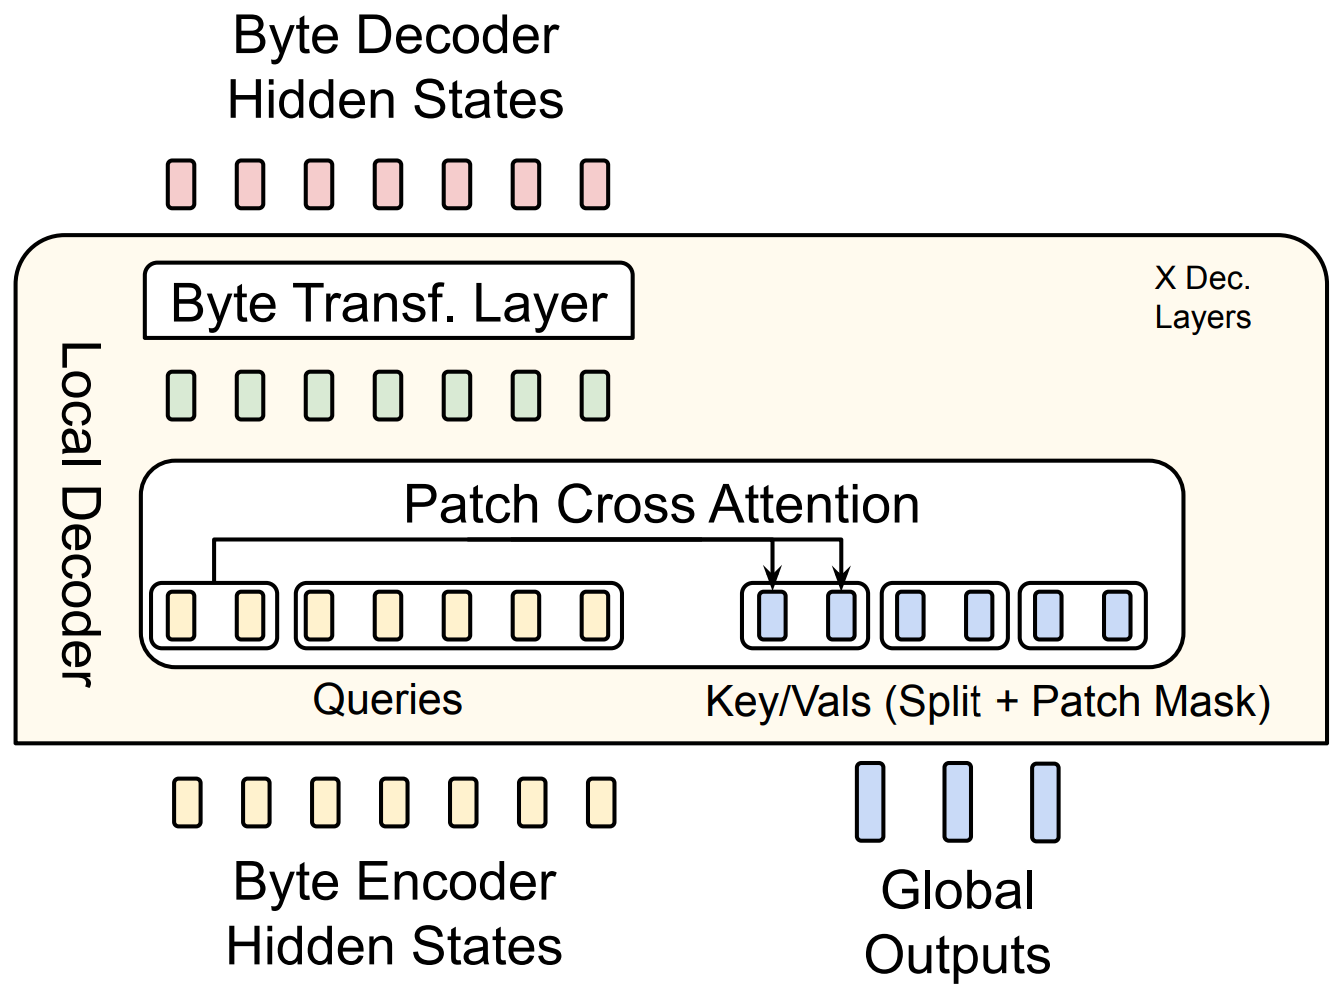 Byte Decoder
Hidden States
X Dec.
Layers
Byte Transf. Layer
Local Decoder
Patch Cross Attention
Queries
Key/Vals (Split + Patch Mask)
Byte Encoder
Hidden States
Global
Outputs